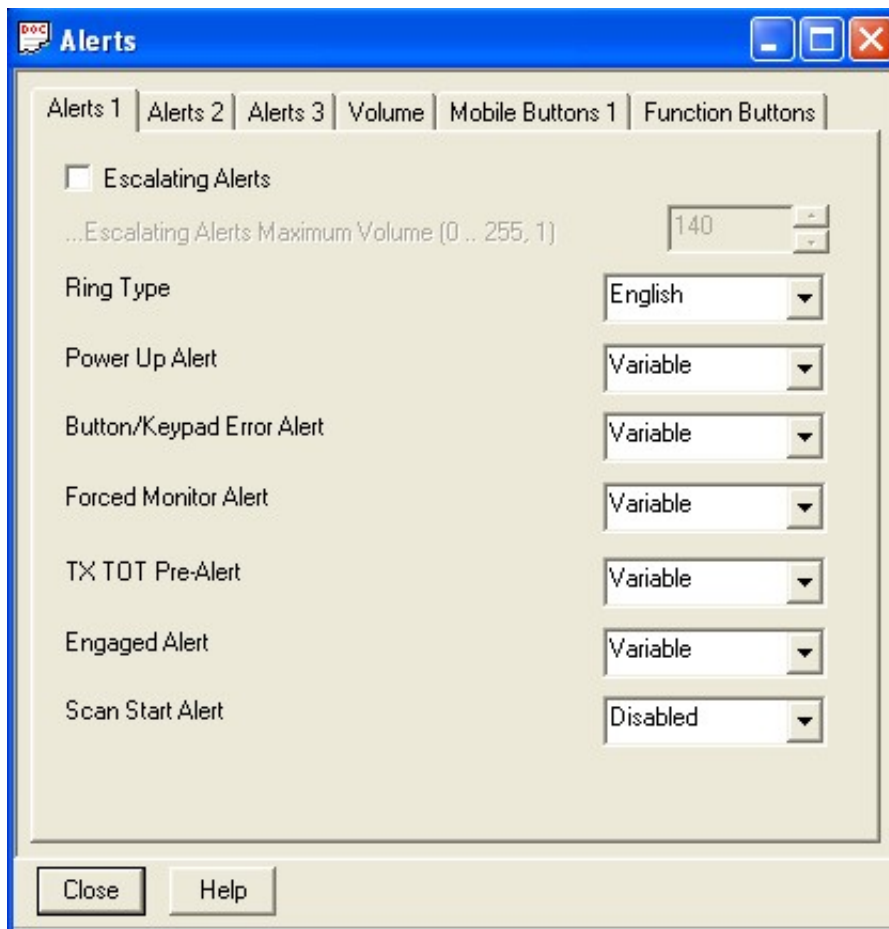 DOC
Alerts
Alerts 1 Alerts 2 Alerts 3 Volume Mobile Buttons 1 Function Buttons
Escalating Alerts
...Escalating Alerts Maximum Volume (0 .. 255, 1) 140
Ring Type English
Power Up Alert Variable
Button/Keypad Error Alert Variable
Forced Monitor Alert Variable
TX TOT Pre-Alert Variable
Engaged Alert Variable
Scan Start Alert Disabled
Close Help